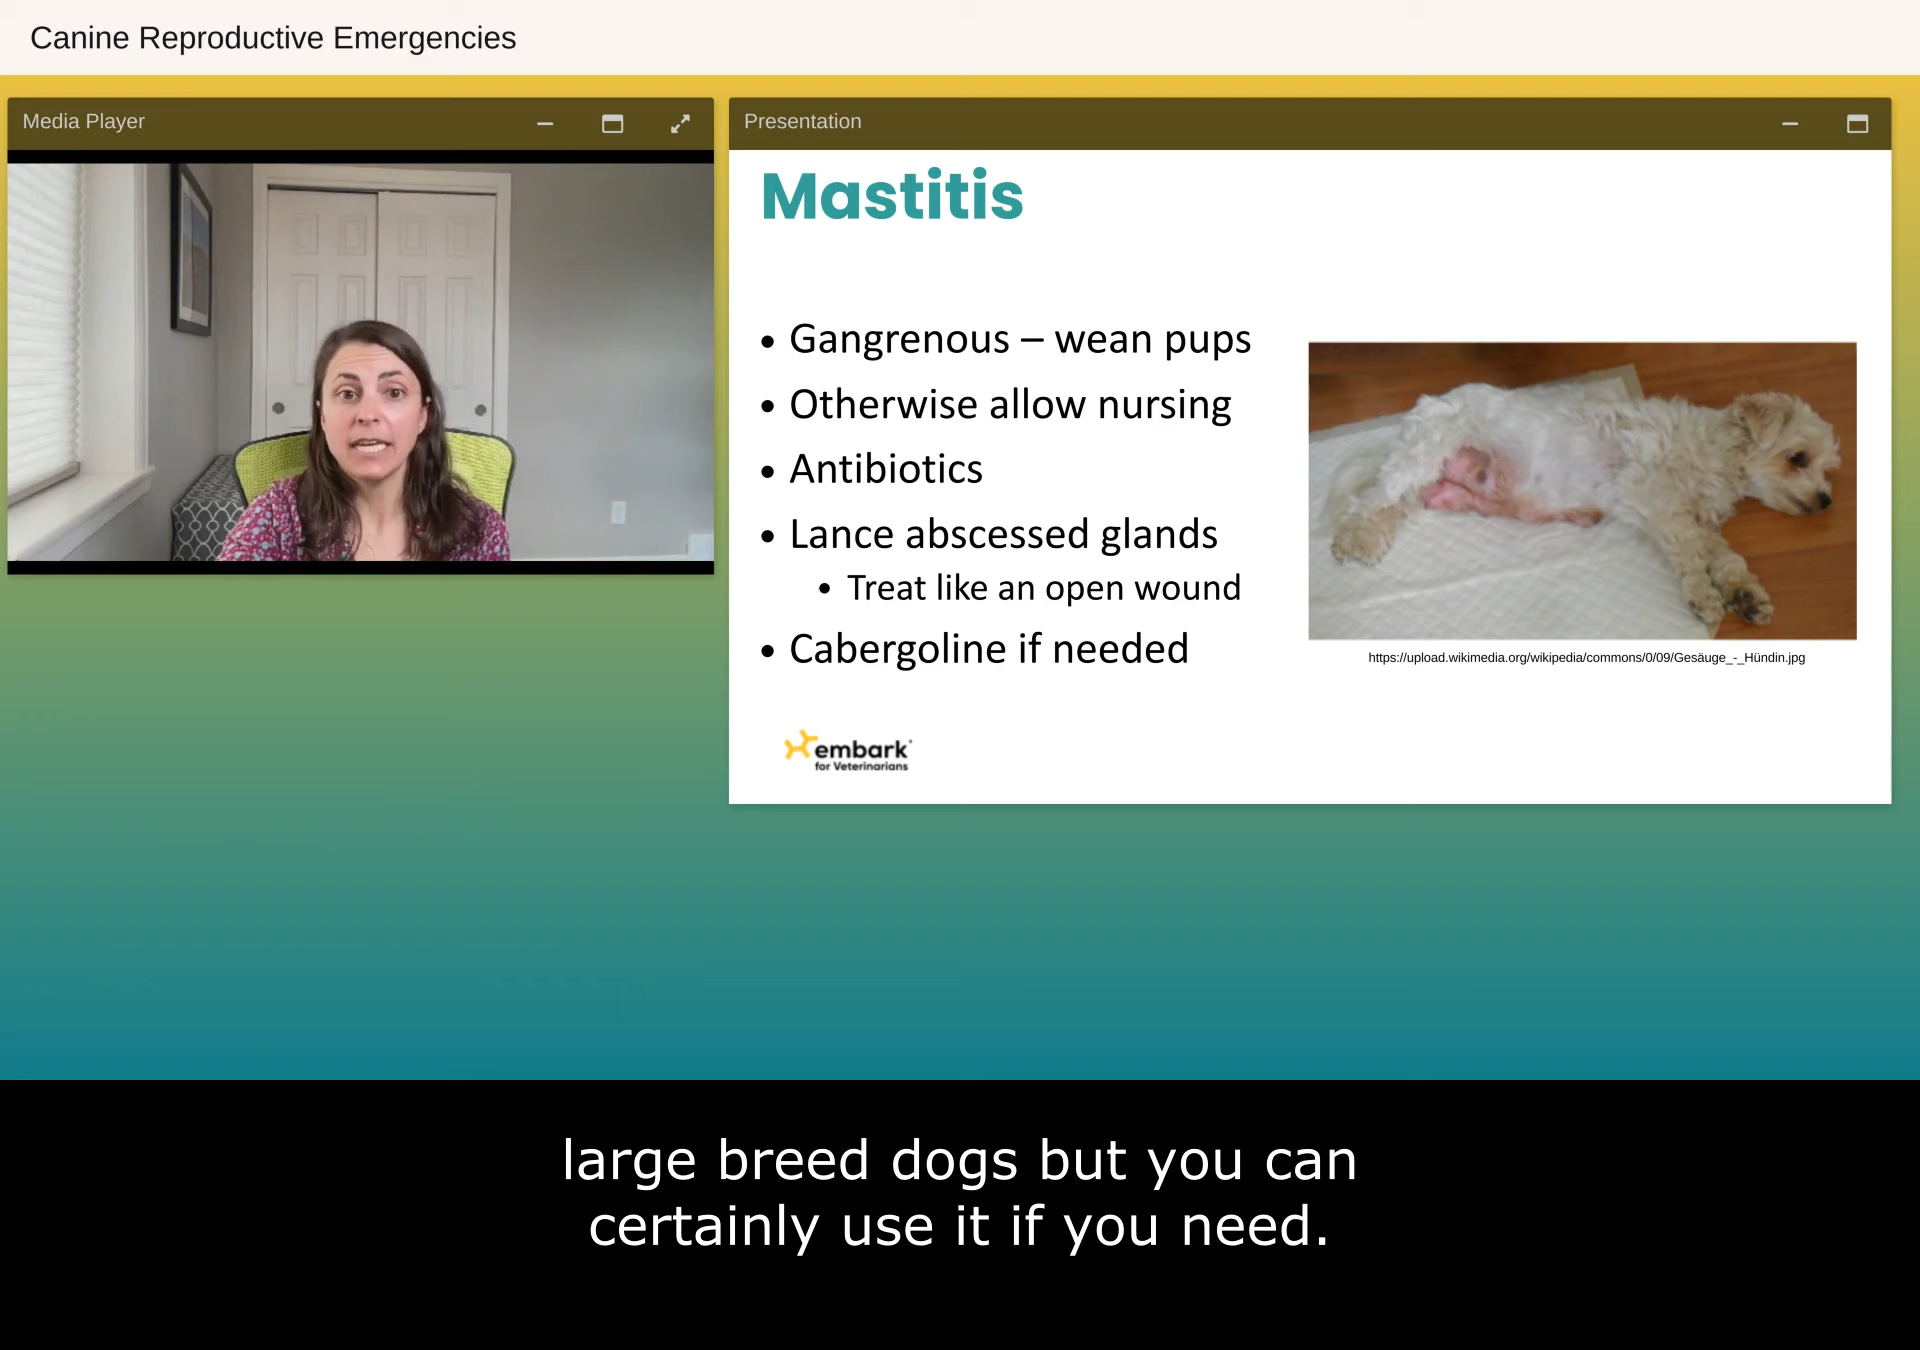 Canine Reproductive Emergencies
Media Player
Presentation
Mastitis
• Gangrenous – wean pups
• Otherwise allow nursing
• Antibiotics
• Lance abscessed glands
• Treat like an open wound
• Cabergoline if needed
https://upload.wikimedia.org/wikipedia/commons/0/09/Gesäuge_-_Hündin.jpg
embark
for Veterinarians
large breed dogs but you can
certainly use it if you need.